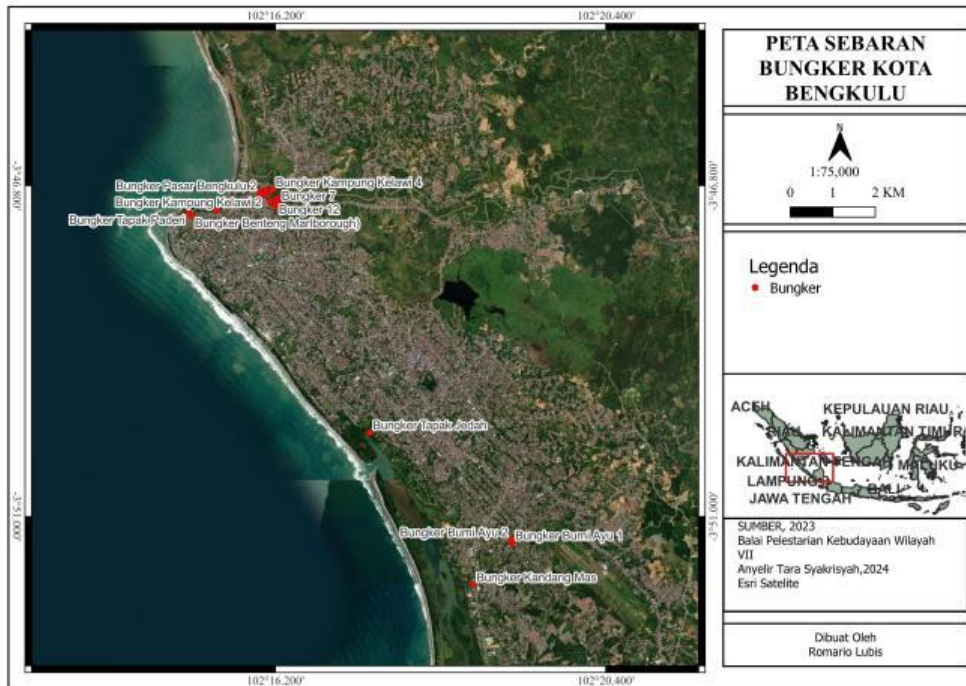 102°16.200'
102°20.400'
-3°46.800'
-3°46.800'
Bungker Pasar Bengkulu 2
Bungker Kampung Kelawi 4
Bungker 7
Bungker Kampung Kelawi 2
Bungker 12
Bungker Tapak Paderi
Bungker Benteng Marlborough)
Bungker Tapak Jedah
-3°51.000'
-3°51.000'
Bungker Bumi Ayu 2
Bungker Bumi Ayu 1
Bungker Kandang Mas
102°16.200'
102°20.400'
PETA SEBARAN
BUNGKER KOTA
BENGKULU
N
1:75,000
0 1 2 KM
Legenda
Bungker
ACEH
KEPULAUAN RIAU
RIAU
KALIMANTAN TIMUR
KALIMANTAN TENGAH
MALUKU
LAMPUNG
BALI
JAWA TENGAH
SUMBER, 2023
Balai Pelestarian Kebudayaan Wilayah
VII
Anyelir Tara Syakrisyah,2024
Esri Satelite
Dibuat Oleh
Romario Lubis